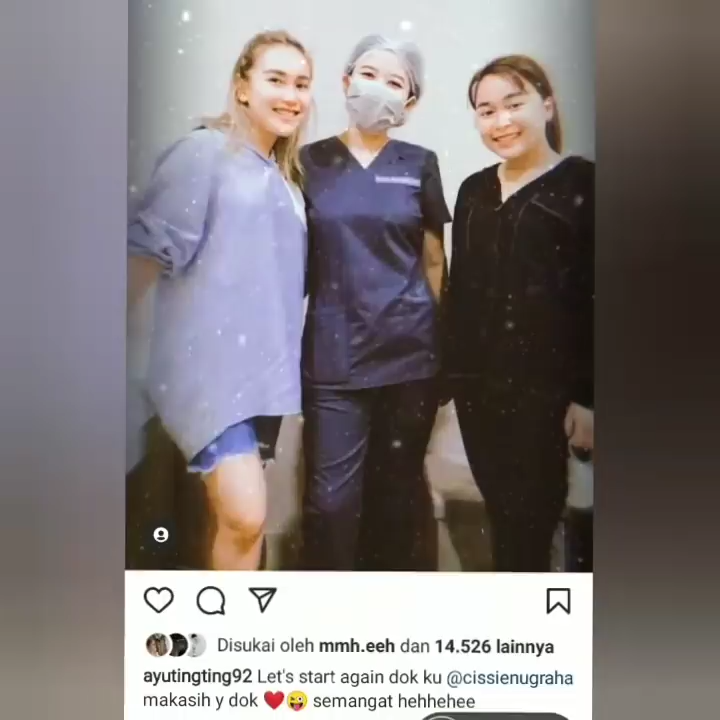 Disukai oleh mmh.eeh dan 14.526 lainnya
ayutingting92 Let's start again dok ku @cissienugraha
makasih y dok ❤️😜 semangat hehhehee